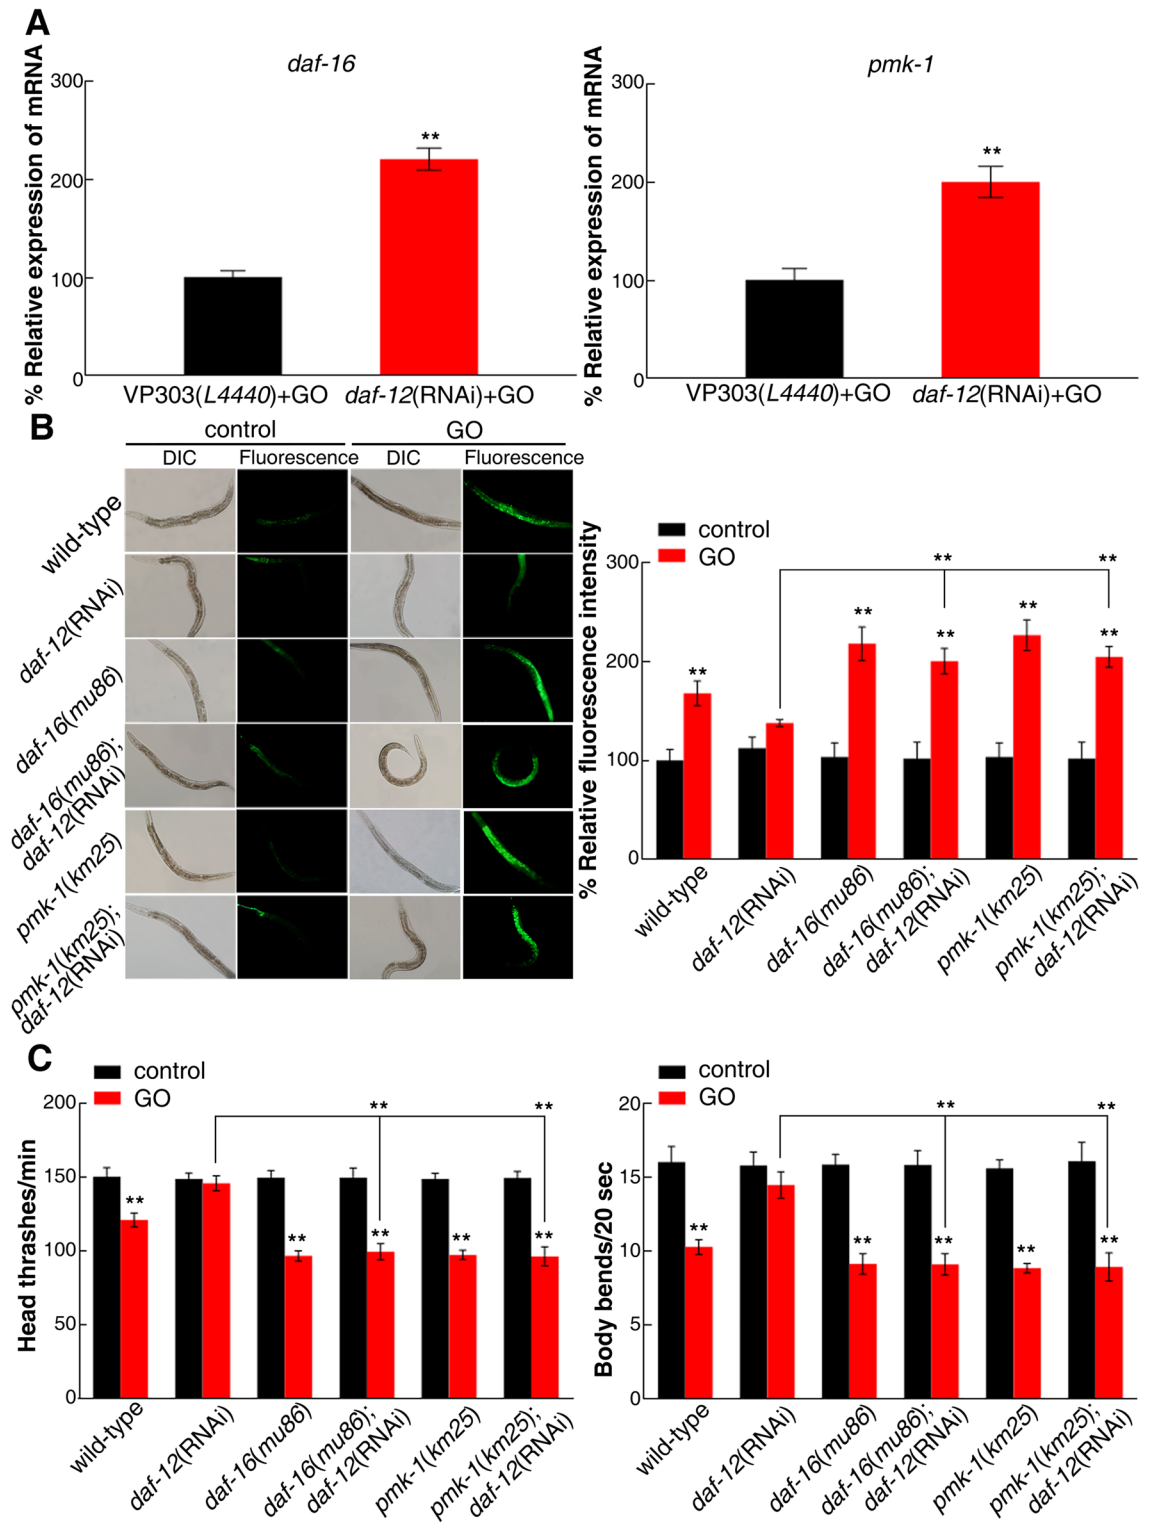 A
daf-16
% Relative expression of mRNA
300
200
100
0
**
VP303(L4440)+GO
daf-12(RNAi)+GO
pmk-1
% Relative expression of mRNA
300
200
100
0
**
VP303(L4440)+GO
daf-12(RNAi)+GO
B
control
GO
DIC
Fluorescence
DIC
Fluorescence
wild-type
daf-12(RNAi)
daf-16(mu86)
daf-16(mu86);
daf-12(RNAi)
pmk-1(km25)
pmk-1(km25);
daf-12(RNAi)
control
GO
% Relative fluorescence intensity
300
200
100
0
**
**
**
**
**
**
**
wild-type
daf-12(RNAi)
daf-16(mu86)
daf-16(mu86);
daf-12(RNAi)
pmk-1(km25)
pmk-1(km25);
daf-12(RNAi)
C
control
GO
Head thrashes/min
200
150
100
50
0
**
**
**
**
**
**
**
wild-type
daf-12(RNAi)
daf-16(mu86)
daf-16(mu86);
daf-12(RNAi)
pmk-1(km25)
pmk-1(km25);
daf-12(RNAi)
control
GO
Body bends/20 sec
20
15
10
5
0
**
**
**
**
**
**
**
wild-type
daf-12(RNAi)
daf-16(mu86)
daf-16(mu86);
daf-12(RNAi)
pmk-1(km25)
pmk-1(km25);
daf-12(RNAi)